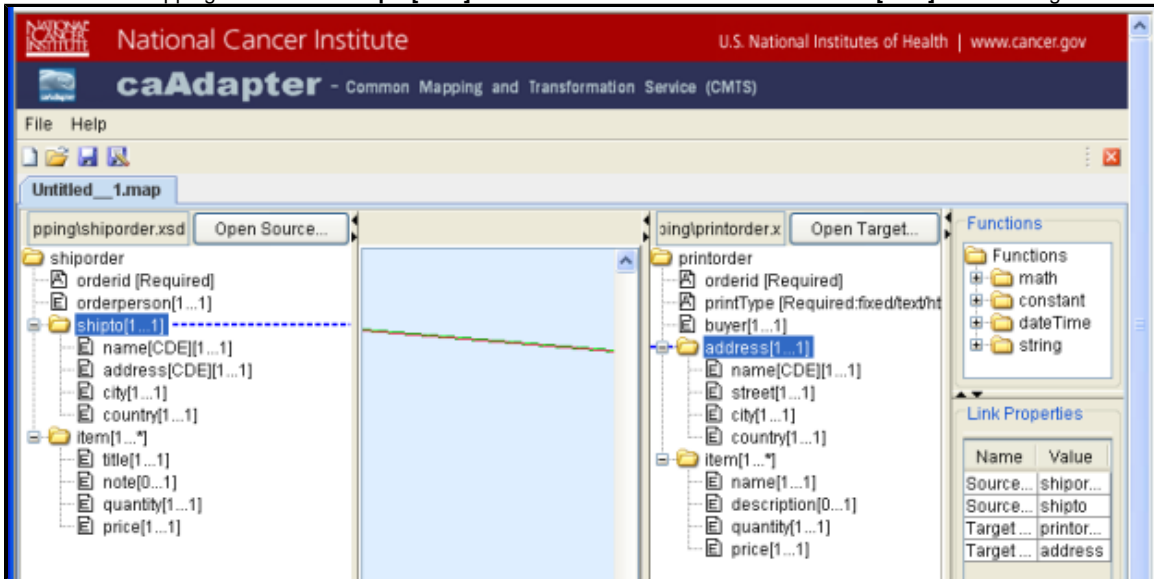 NATIONAL CANCER INSTITUTE
National Cancer Institute
U.S. National Institutes of Health | www.cancer.gov
caAdapter - Common Mapping and Transformation Service (CMTS)
File Help
Untitled__1.map
pping\shiporder.xsd Open Source...
shiporder
orderid [Required]
orderperson[1...1]
shipto[1...1]
name[CDE][1...1]
address[CDE][1...1]
city[1...1]
country[1...1]
item[1...*]
title[1...1]
note[0...1]
quantity[1...1]
price[1...1]
ping\printorder.x Open Target...
printorder
orderid [Required]
printType [Required:fixed/text/ht
buyer[1...1]
address[1...1]
name[CDE][1...1]
street[1...1]
city[1...1]
country[1...1]
item[1...*]
name[1...1]
description[0...1]
quantity[1...1]
price[1...1]
Functions
Functions
math
constant
dateTime
string
Link Properties
Name Value
Source... shipor...
Source... shipto
Target ... printor...
Target ... address